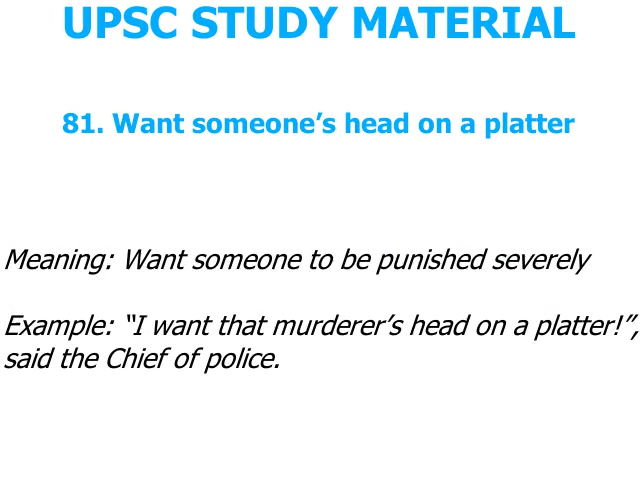 UPSC STUDY MATERIAL
81. Want someone’s head on a platter
Meaning: Want someone to be punished severely
Example: “I want that murderer’s head on a platter!”,
said the Chief of police.